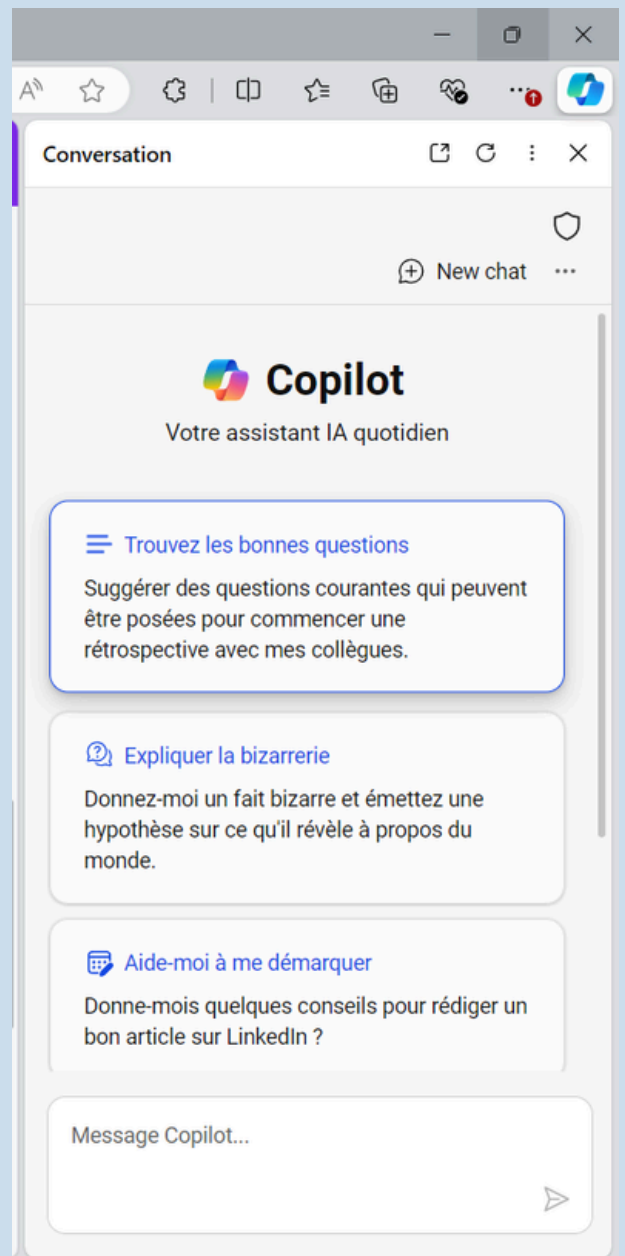 Conversation
New chat
Copilot
Votre assistant IA quotidien
Trouvez les bonnes questions
Suggérer des questions courantes qui peuvent
être posées pour commencer une
rétrospective avec mes collègues.
Expliquer la bizarrerie
Donnez-moi un fait bizarre et émettez une
hypothèse sur ce qu'il révèle à propos du
monde.
Aide-moi à me démarquer
Donne-mois quelques conseils pour rédiger un
bon article sur LinkedIn ?
Message Copilot...